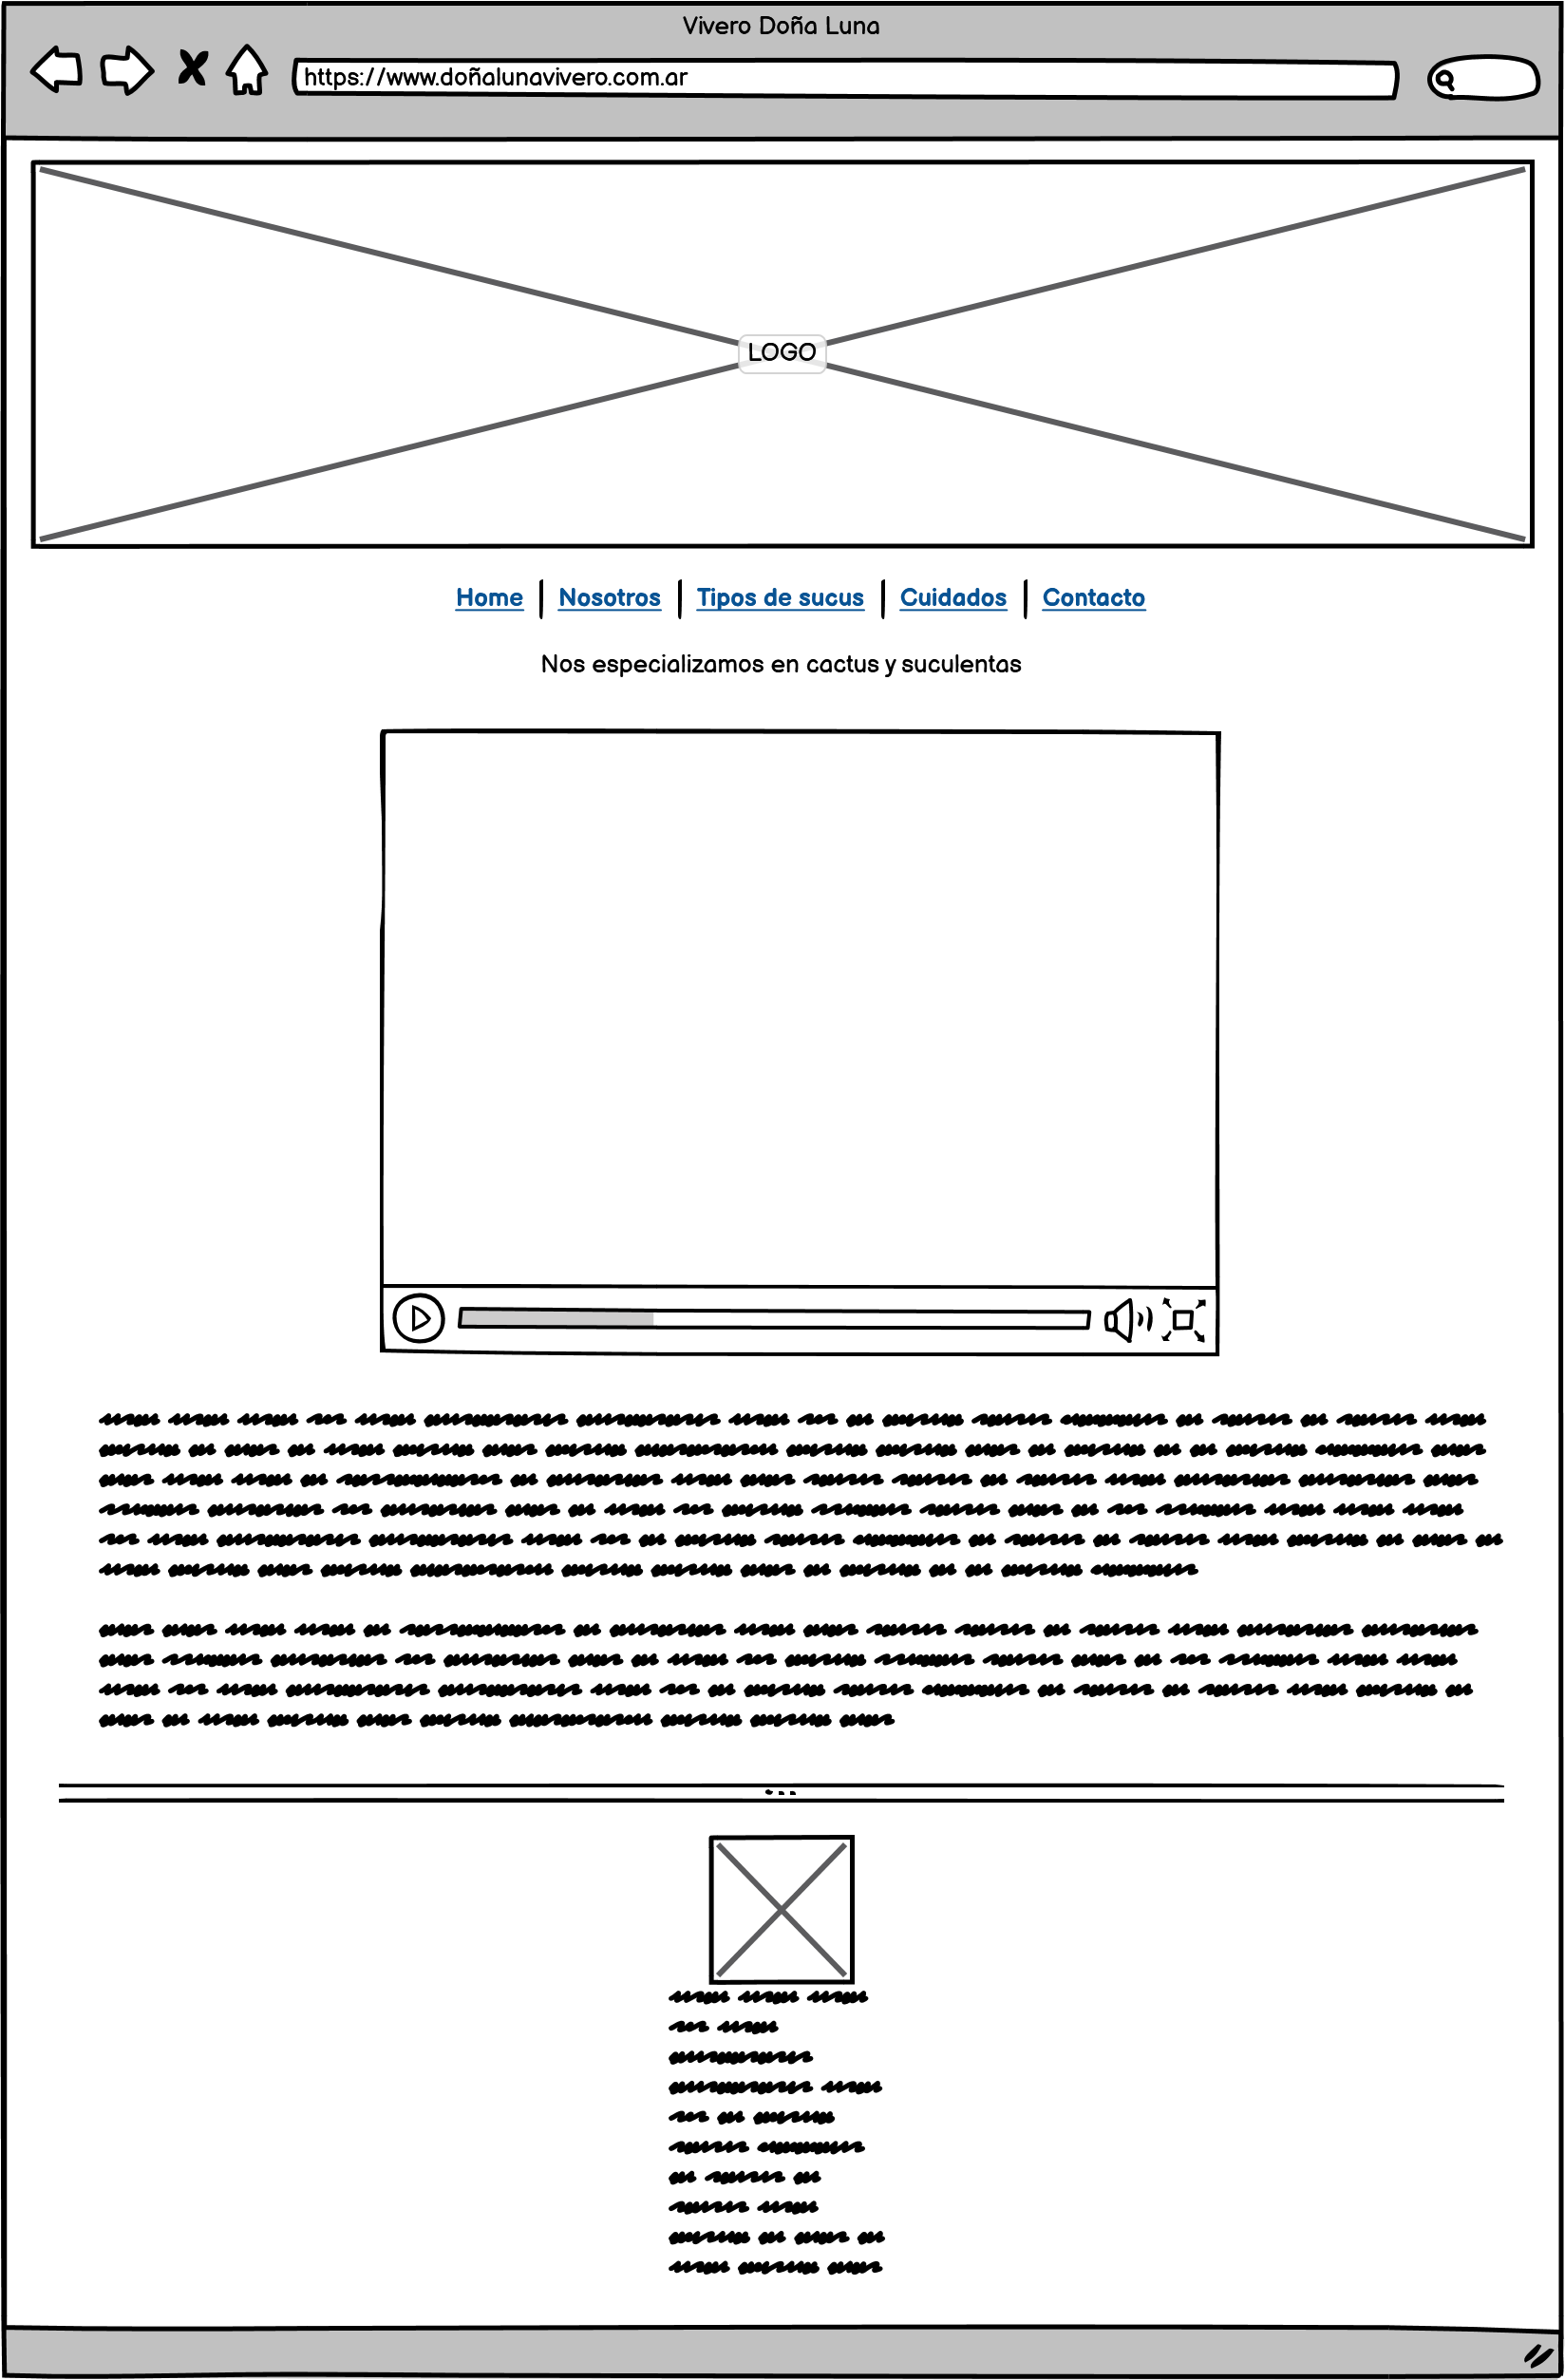 Vivero Doña Luna
https://www.doñalunavivero.com.ar
LOGO
Home | Nosotros | Tipos de sucus | Cuidados | Contacto
Nos especializamos en cactus y suculentas